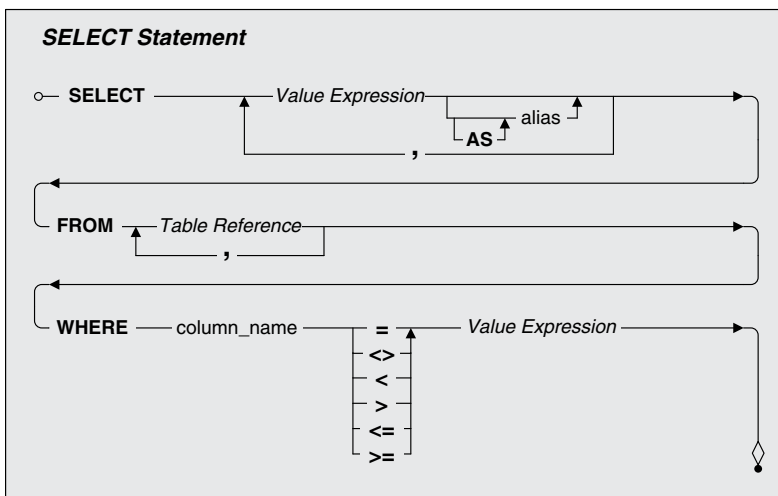 SELECT Statement
SELECT Value Expression
alias
AS
,
FROM Table Reference
,
WHERE column_name = Value Expression
<>
<
>
<=
>=